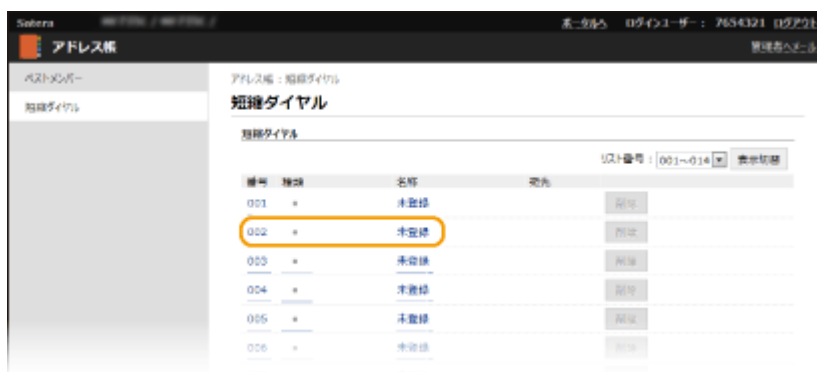 Satera
ポータルへ ログインユーザー： 7654321 ログアウト
アドレス帳
管理者へメール
ベストメンバー
短縮ダイヤル
アドレス帳：短縮ダイヤル
短縮ダイヤル
短縮ダイヤル
リスト番号： 001～014 表示切替
番号 種類 名称 宛先
001 未登録 削除
002 未登録 削除
003 未登録 削除
004 未登録 削除
005 未登録 削除
006 未登録 削除